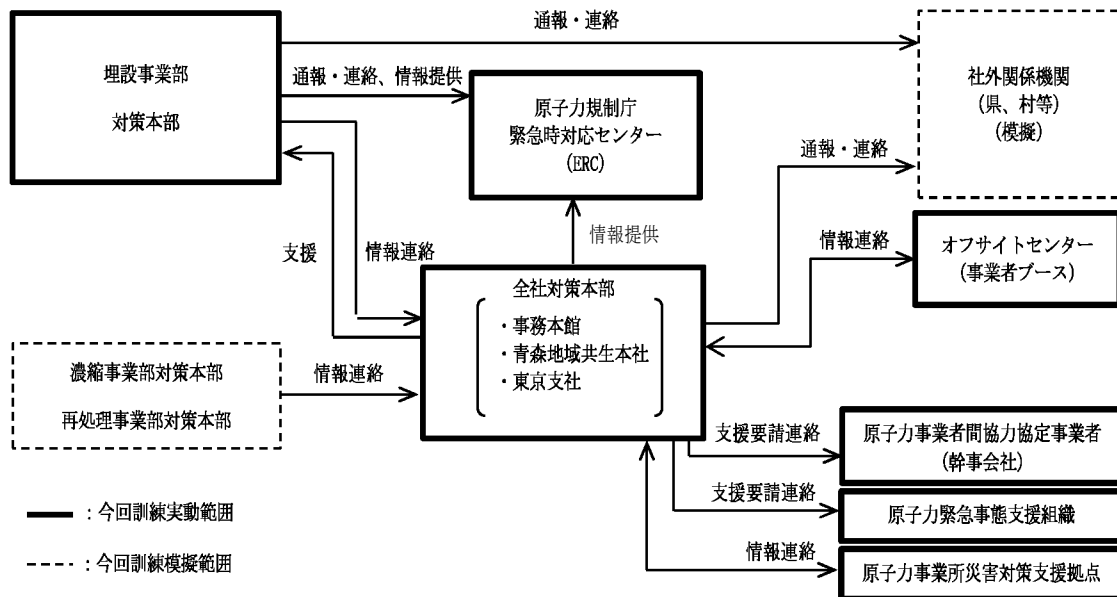 通報・連絡
埋設事業部
対策本部
通報・連絡、情報提供
原子力規制庁
緊急時対応センター
(ERC)
社外関係機関
(県、村等)
(模擬)
通報・連絡
支援
情報連絡
情報提供
情報連絡
オフサイトセンター
(事業者ブース)
全社対策本部
・事務本館
・青森地域共生本社
・東京支社
濃縮事業部対策本部
再処理事業部対策本部
情報連絡
支援要請連絡
原子力事業者間協力協定事業者
(幹事会社)
支援要請連絡
原子力緊急事態支援組織
情報連絡
原子力事業所災害対策支援拠点
：今回訓練実動範囲
：今回訓練模擬範囲